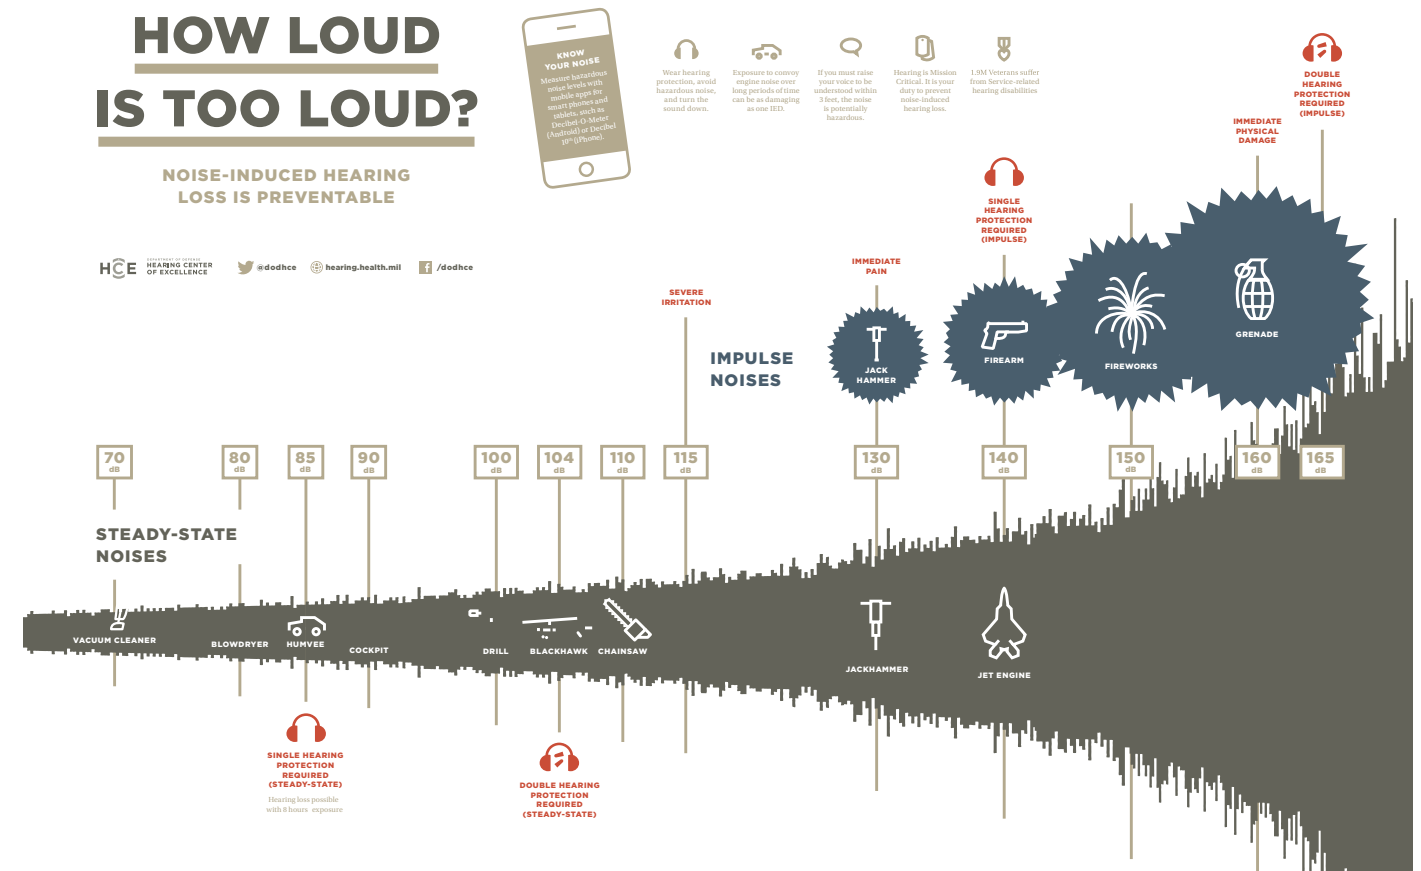 HOW LOUD
IS TOO LOUD?
NOISE-INDUCED HEARING
LOSS IS PREVENTABLE
HCE
DEPARTMENT OF DEFENSE
HEARING CENTER
OF EXCELLENCE
@dodhce
hearing.health.mil
/dodhce
KNOW
YOUR NOISE
Measure hazardous
noise levels with
mobile apps for
smart phones and
tablets, such as
Decibel-O-Meter
(Android) or Decibel
10th (iPhone).
Wear hearing
protection, avoid
hazardous noise,
and turn the
sound down.
Exposure to convoy
engine noise over
long periods of time
can be as damaging
as one IED.
If you must raise
your voice to be
understood within
3 feet, the noise
is potentially
hazardous.
Hearing is Mission
Critical. It is your
duty to prevent
noise-induced
hearing loss.
1.9M Veterans suffer
from Service-related
hearing disabilities
DOUBLE
HEARING
PROTECTION
REQUIRED
(IMPULSE)
IMMEDIATE
PHYSICAL
DAMAGE
SINGLE
HEARING
PROTECTION
REQUIRED
(IMPULSE)
IMMEDIATE
PAIN
SEVERE
IRRITATION
IMPULSE
NOISES
JACK
HAMMER
FIREARM
FIREWORKS
GRENADE
70
dB
80
dB
85
dB
90
dB
100
dB
104
dB
110
dB
115
dB
130
dB
140
dB
150
dB
160
dB
165
dB
STEADY-STATE
NOISES
VACUUM CLEANER
BLOWDRYER
HUMVEE
COCKPIT
DRILL
BLACKHAWK
CHAINSAW
JACKHAMMER
JET ENGINE
SINGLE HEARING
PROTECTION
REQUIRED
(STEADY-STATE)
Hearing loss possible
with 8 hours exposure
DOUBLE HEARING
PROTECTION
REQUIRED
(STEADY-STATE)